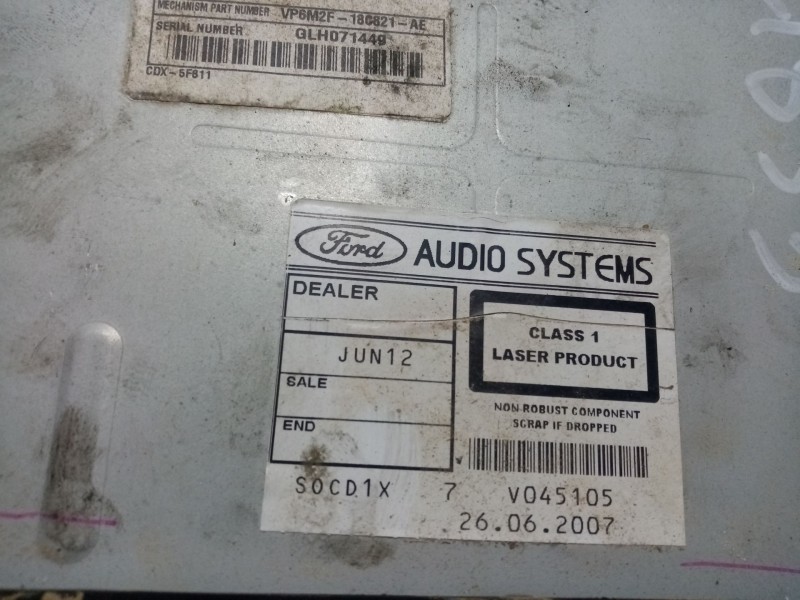 MECHANISM PART NUMBER VP6M2F-18C821-AE
SERIAL NUMBER GLH071449
CDX-5F811
Ford AUDIO SYSTEMS
DEALER
JUN12
SALE
END
CLASS 1
LASER PRODUCT
NON-ROBUST COMPONENT
SCRAP IF DROPPED
SOCD1X 7 V045105
26.06.2007